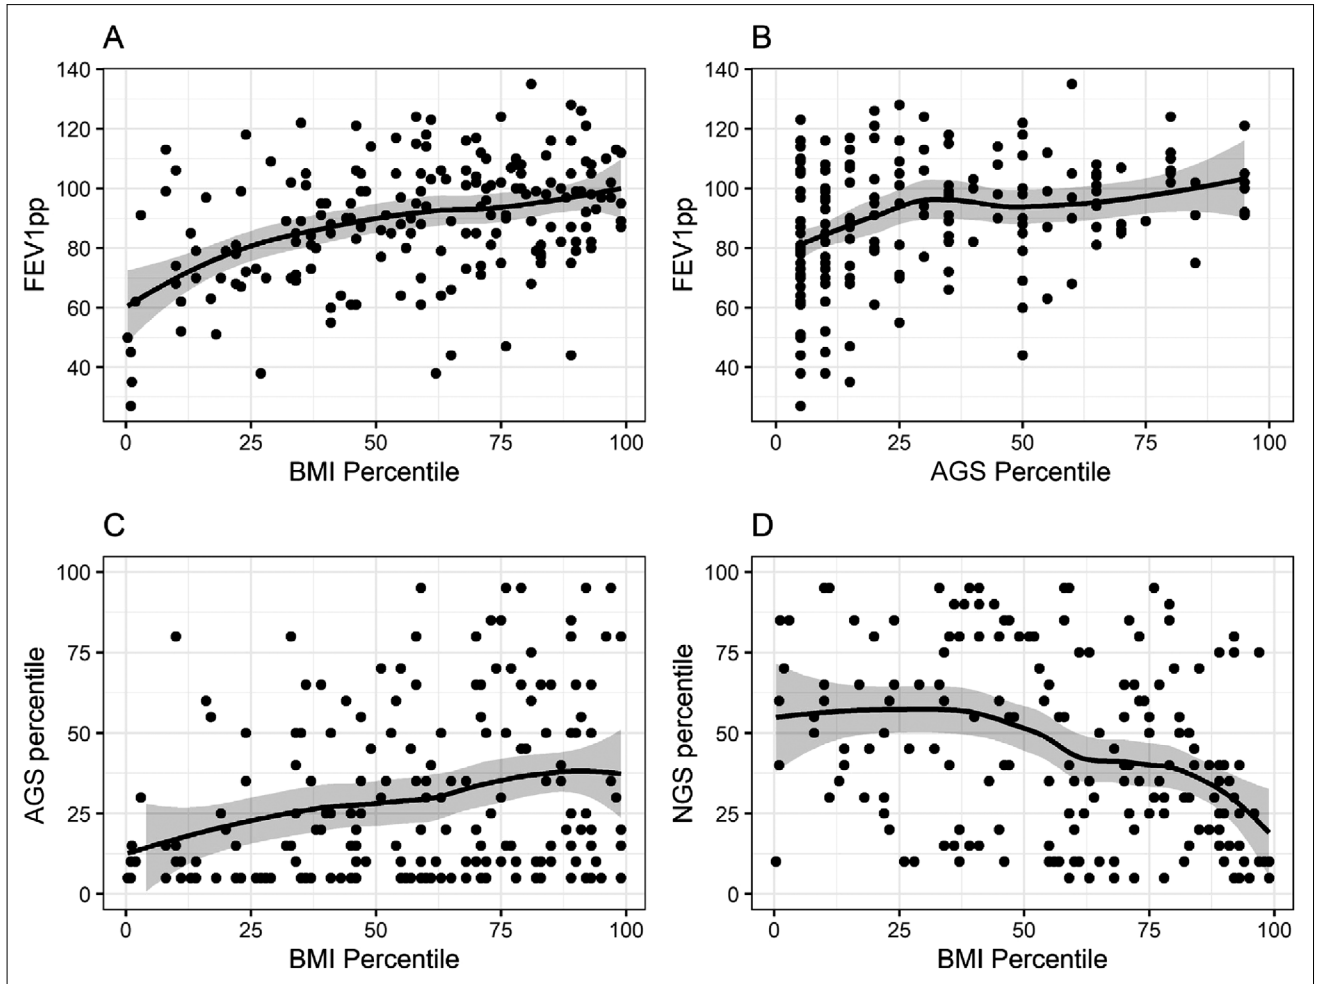 A
140
120
100
80
60
40
FEV1pp
0 25 50 75 100
BMI Percentile
B
140
120
100
80
60
40
FEV1pp
0 25 50 75 100
AGS Percentile
C
100
75
50
25
0
AGS percentile
0 25 50 75 100
BMI Percentile
D
100
75
50
25
0
NGS percentile
0 25 50 75 100
BMI Percentile